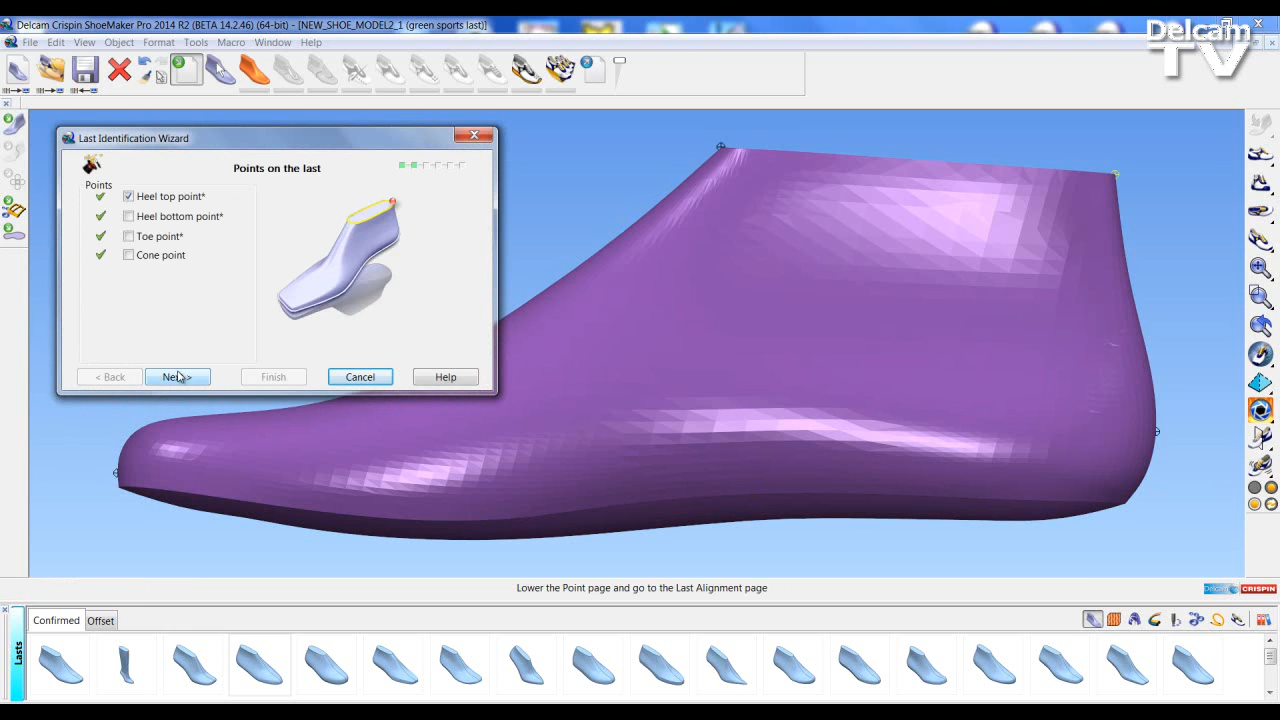 Delcam Crispin ShoeMaker Pro 2014 R2 (BETA 14.2.46) (64-bit) - [NEW_SHOE_MODEL2_1 (green sports last)]
Delcam
TV
File Edit View Object Format Tools Macro Window Help
Last Identification Wizard
Points on the last
Points
Heel top point*
Heel bottom point*
Toe point*
Cone point
< Back Next > Finish Cancel Help
Lower the Point page and go to the Last Alignment page
Delcam CRISPIN
Confirmed Offset
Lasts